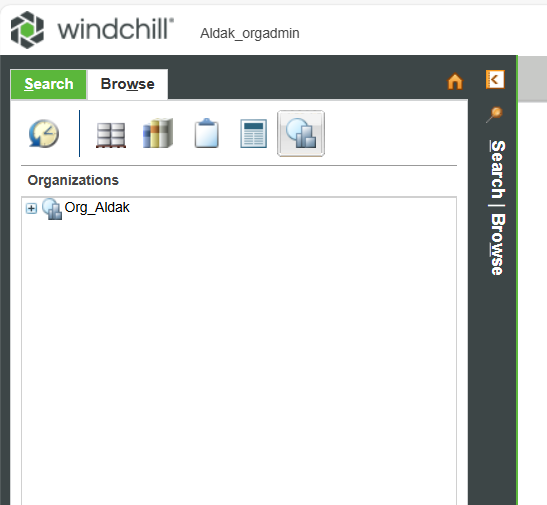 windchill® Aldak_orgadmin
Search Browse
Organizations
Org_Aldak
Search | Browse